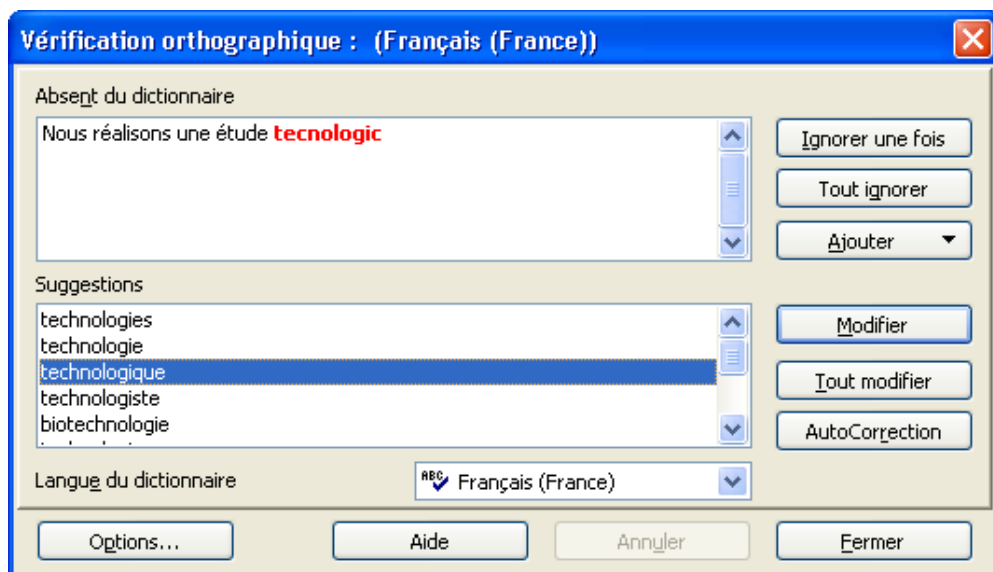 Vérification orthographique : (Français (France))
Absent du dictionnaire
Nous réalisons une étude tecnologic
Ignorer une fois
Tout ignorer
Ajouter
Suggestions
technologies
technologie
technologique
technologiste
biotechnologie
Modifier
Tout modifier
AutoCorrection
Langue du dictionnaire
ABC Français (France)
Options...
Aide
Annuler
Fermer